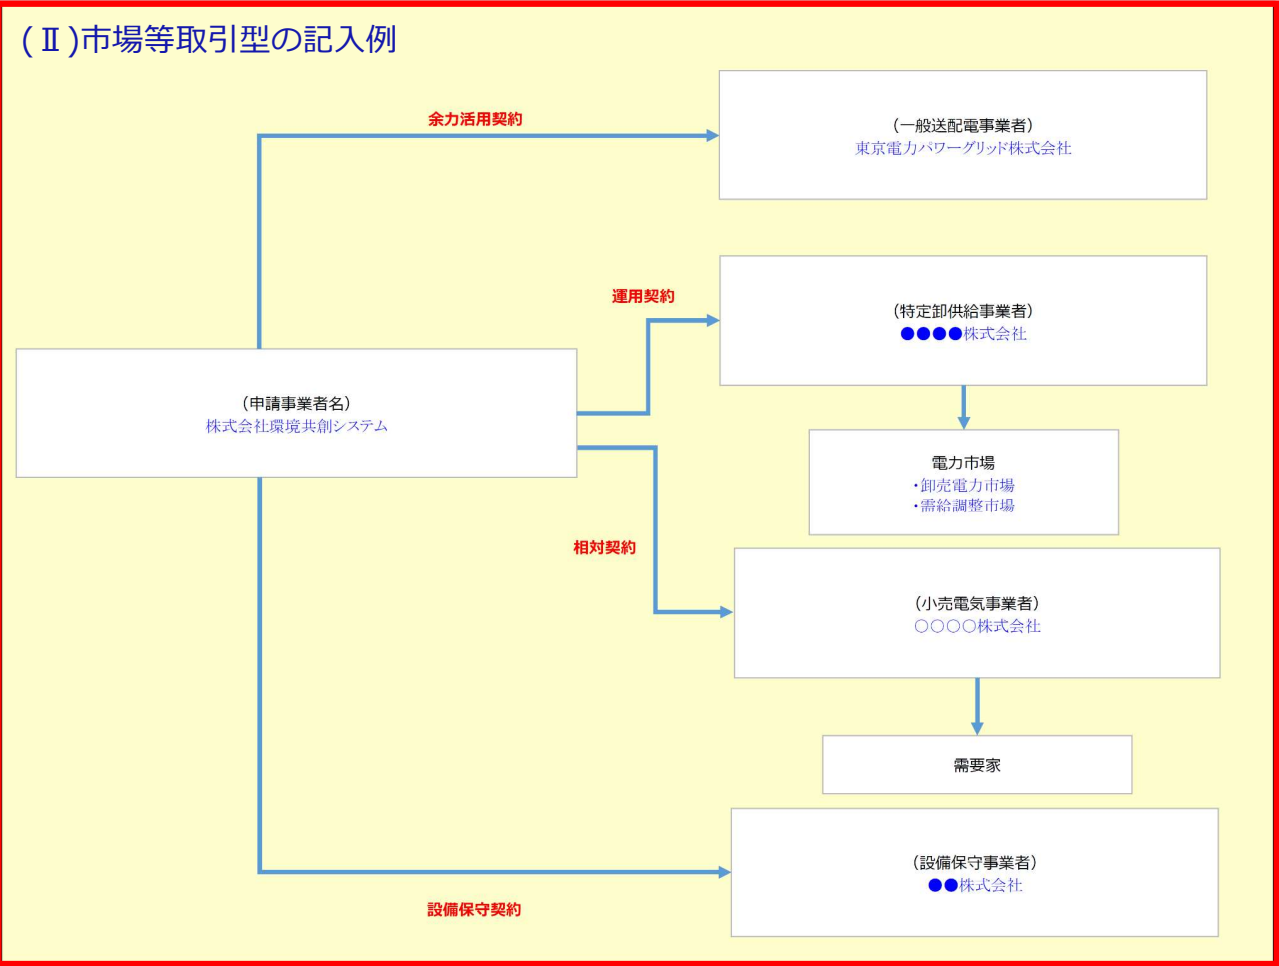 (Ⅱ)市場等取引型の記入例
余力活用契約
(一般送配電事業者)
東京電力パワーグリッド株式会社
運用契約
(特定卸供給事業者)
●●●●株式会社
(申請事業者名)
株式会社環境共創システム
電力市場
・卸売電力市場
・需給調整市場
相対契約
(小売電気事業者)
○○○○株式会社
需要家
(設備保守事業者)
●●株式会社
設備保守契約